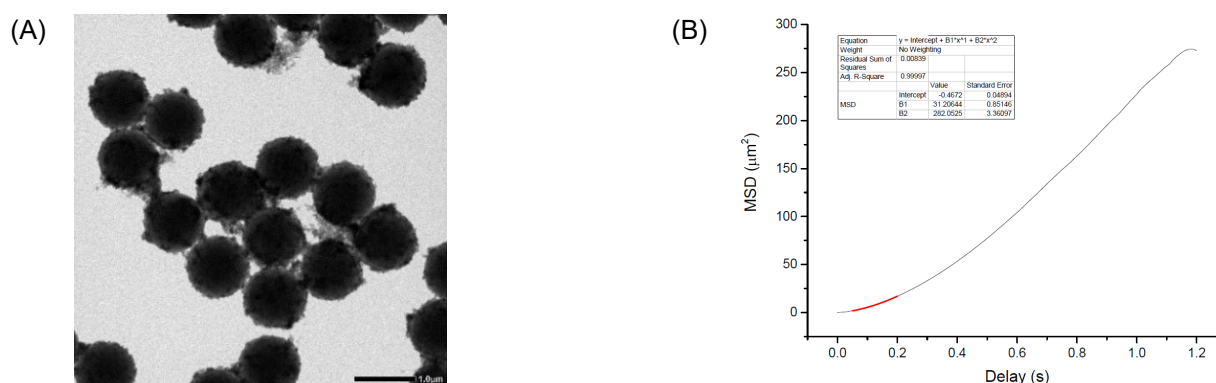 (A)
1.0μm
(B)
MSD (μm²)
300
250
200
150
100
50
0
Equation y = Intercept + B1*x^1 + B2*x^2
Weight No Weighting
Residual Sum of Squares 0.00839
Adj. R-Square 0.99997
Value Standard Error
MSD Intercept -0.4672 0.04894
B1 31.20644 0.85146
B2 282.0525 3.36097
0.0 0.2 0.4 0.6 0.8 1.0 1.2
Delay (s)